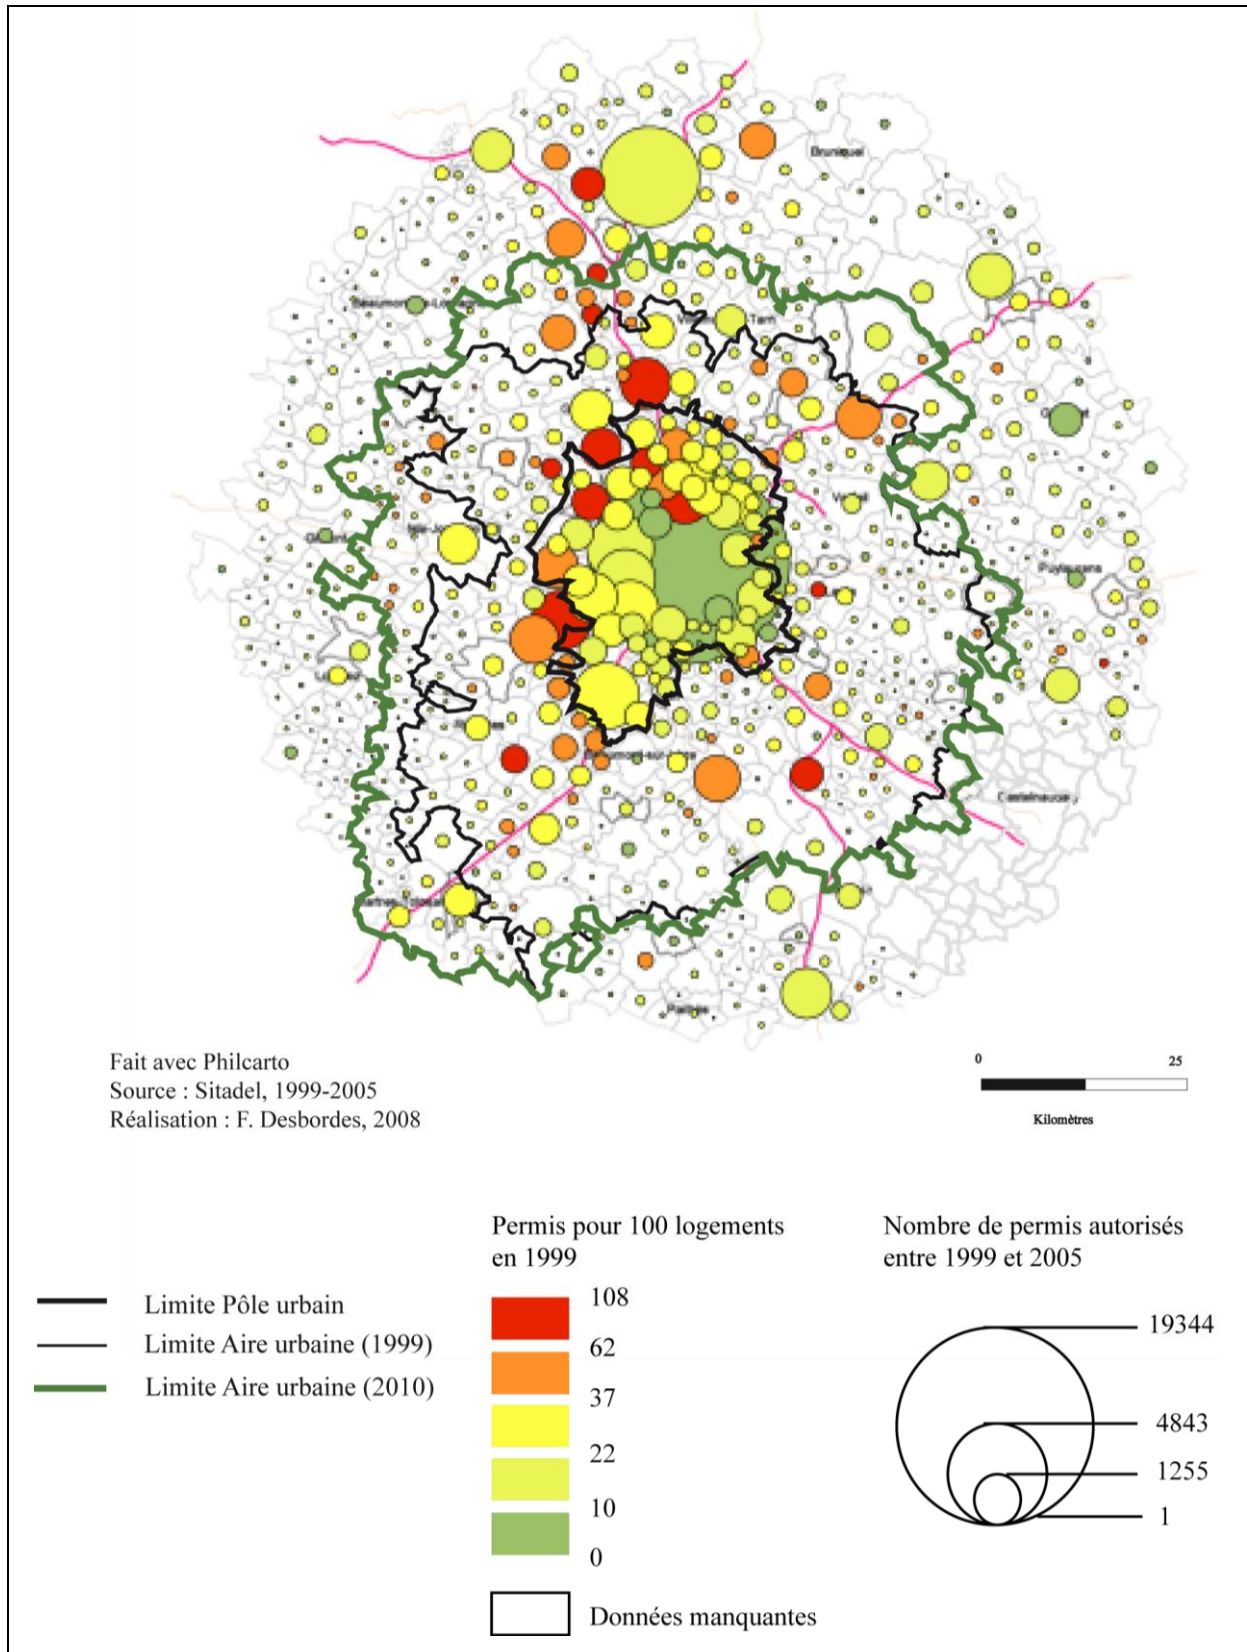 Bruniquel
Verfeil
Puylaurens
Fait avec Philcarto
Source : Sitadel, 1999-2005
Réalisation : F. Desbordes, 2008
0
25
Kilomètres
Permis pour 100 logements
en 1999
108
62
37
22
10
0
Données manquantes
Nombre de permis autorisés
entre 1999 et 2005
19344
4843
1255
1
Limite Pôle urbain
Limite Aire urbaine (1999)
Limite Aire urbaine (2010)